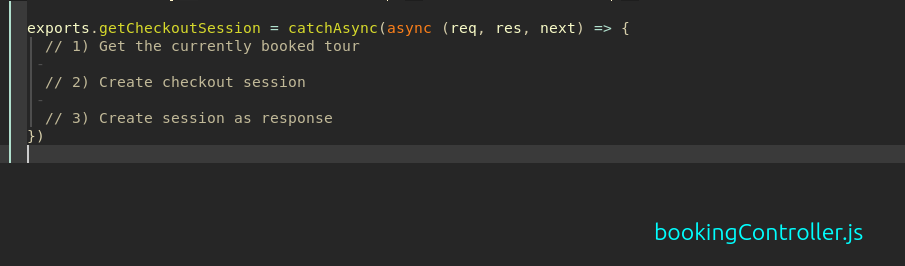 exports.getCheckoutSession = catchAsync(async (req, res, next) => {
// 1) Get the currently booked tour
-
// 2) Create checkout session
-
// 3) Create session as response
})
bookingController.js